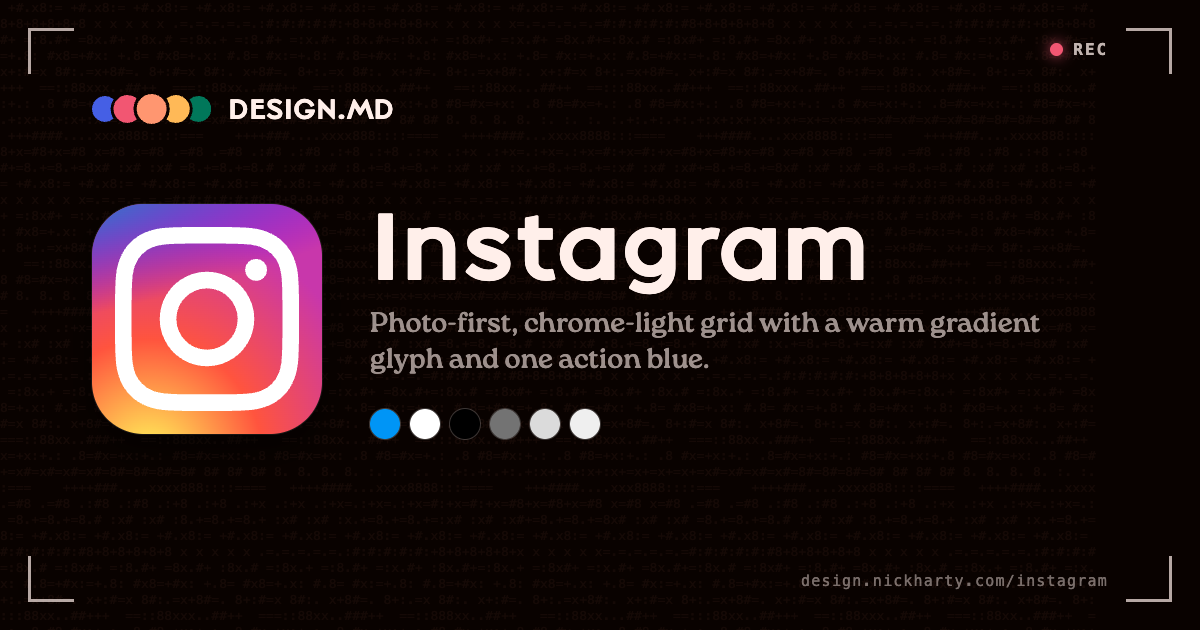 REC
DESIGN.MD
Instagram
Photo-first, chrome-light grid with a warm gradient
glyph and one action blue.
design.nickharty.com/instagram